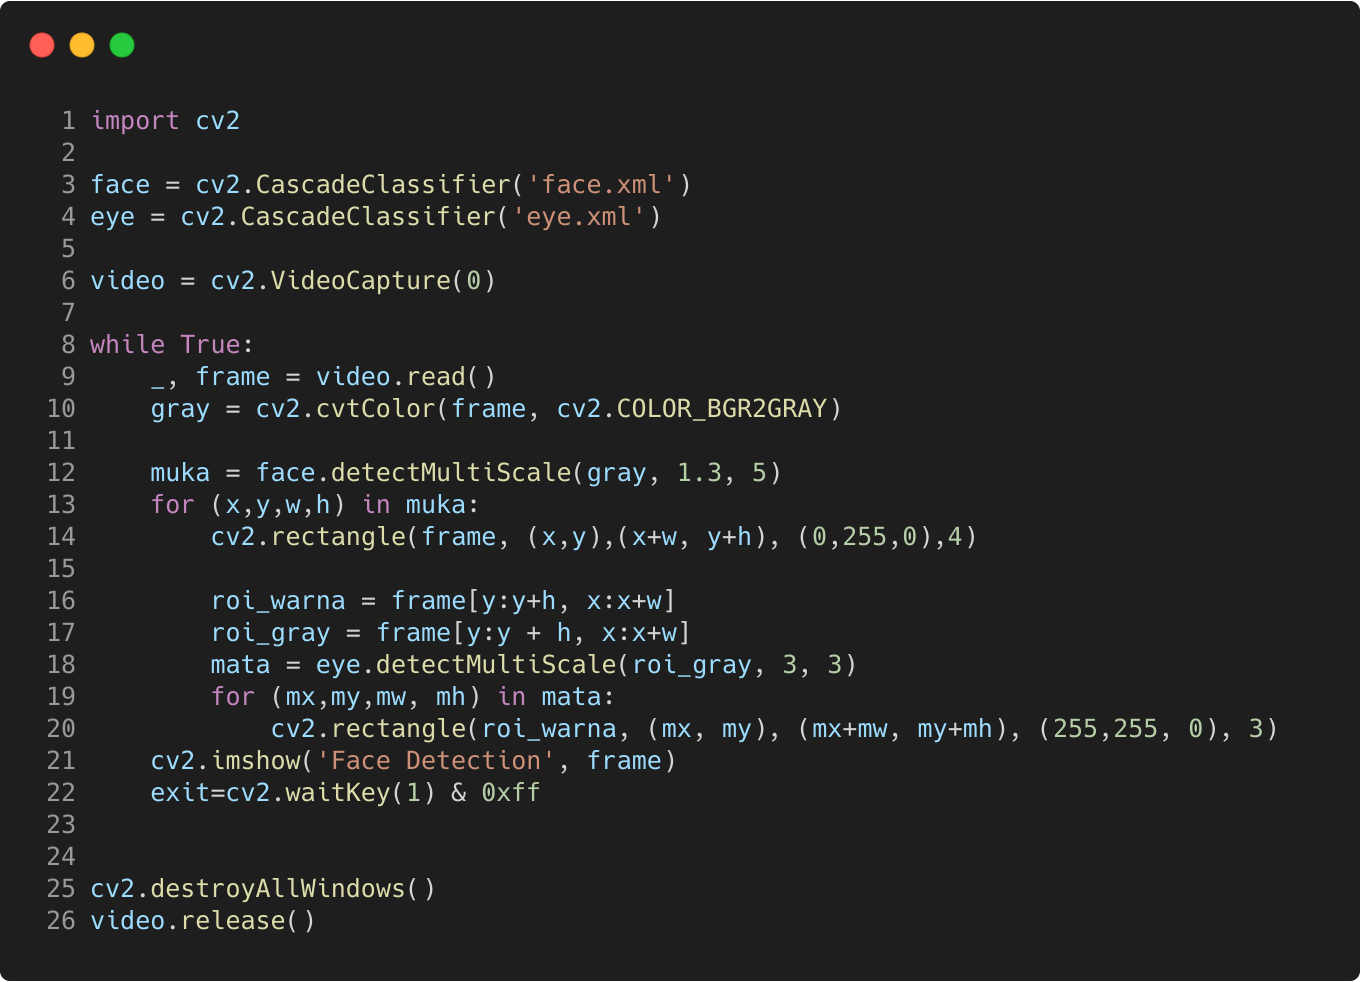 1 import cv2
2
3 face = cv2.CascadeClassifier('face.xml')
4 eye = cv2.CascadeClassifier('eye.xml')
5
6 video = cv2.VideoCapture(0)
7
8 while True:
9     _, frame = video.read()
10     gray = cv2.cvtColor(frame, cv2.COLOR_BGR2GRAY)
11
12     muka = face.detectMultiScale(gray, 1.3, 5)
13     for (x,y,w,h) in muka:
14         cv2.rectangle(frame, (x,y),(x+w, y+h), (0,255,0),4)
15
16         roi_warna = frame[y:y+h, x:x+w]
17         roi_gray = frame[y:y + h, x:x+w]
18         mata = eye.detectMultiScale(roi_gray, 3, 3)
19         for (mx,my,mw, mh) in mata:
20             cv2.rectangle(roi_warna, (mx, my), (mx+mw, my+mh), (255,255, 0), 3)
21     cv2.imshow('Face Detection', frame)
22     exit=cv2.waitKey(1) & 0xff
23
24
25 cv2.destroyAllWindows()
26 video.release()